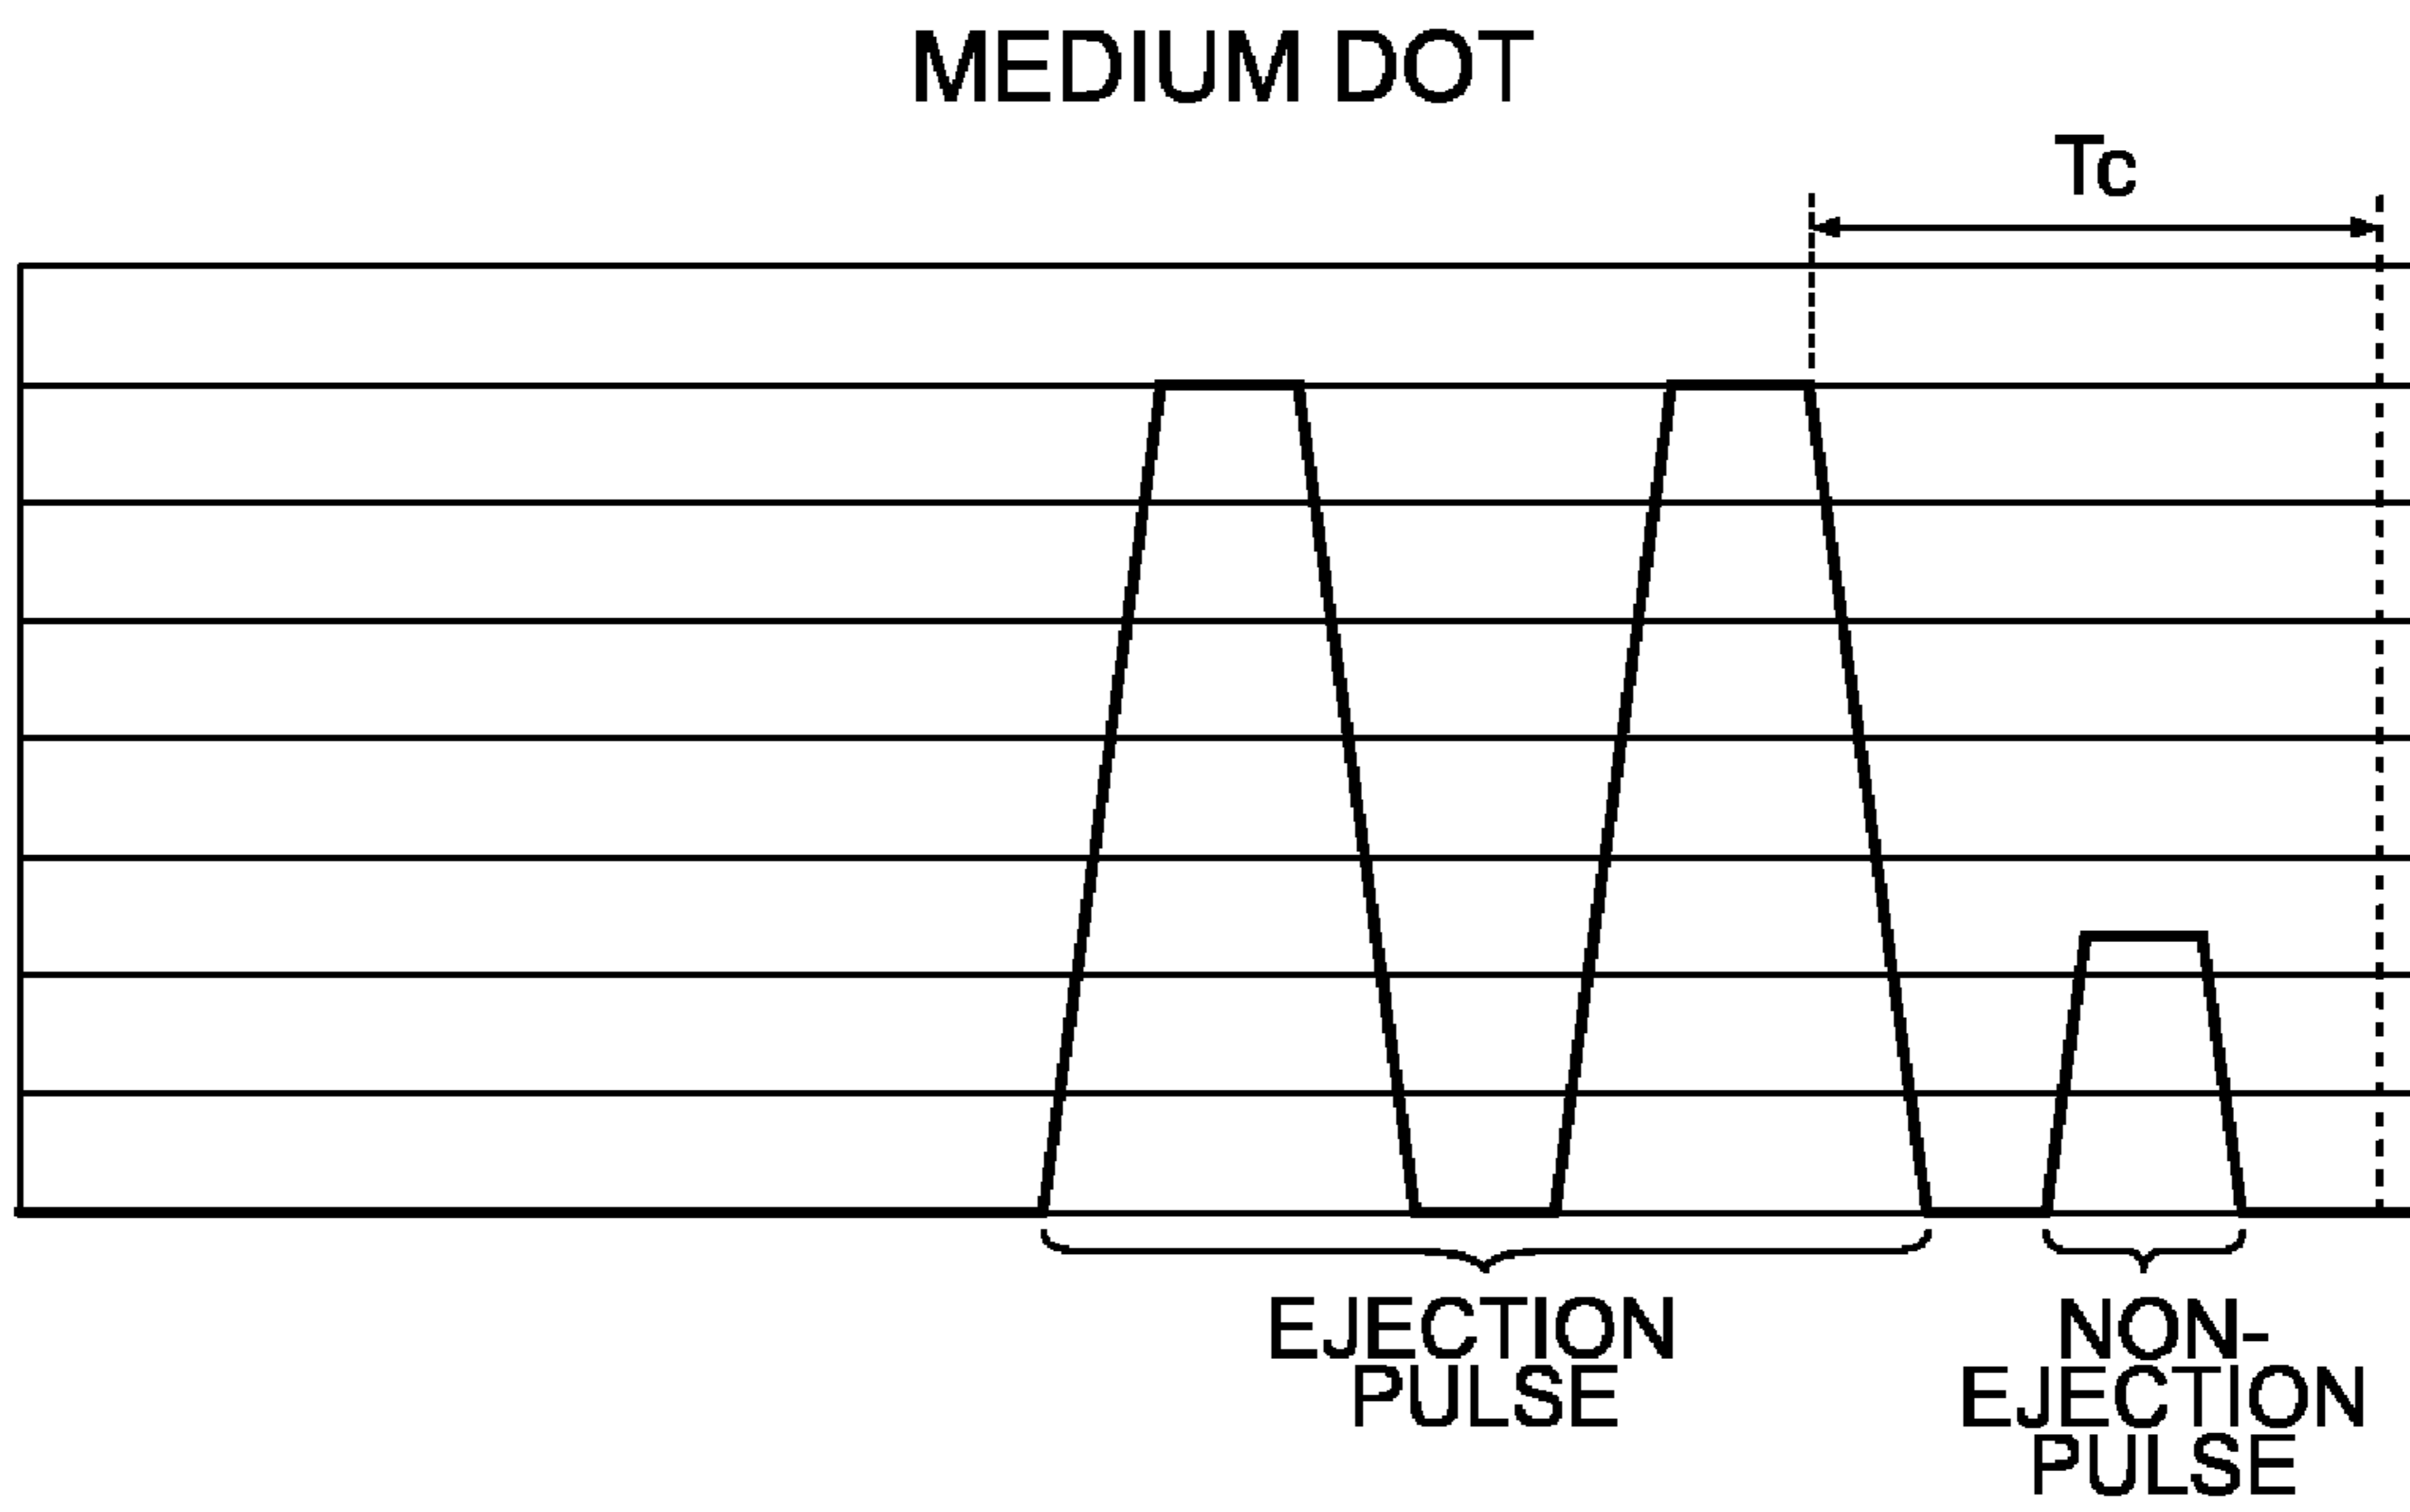 MEDIUM DOT
Tc
EJECTION
PULSE
NON-
EJECTION
PULSE